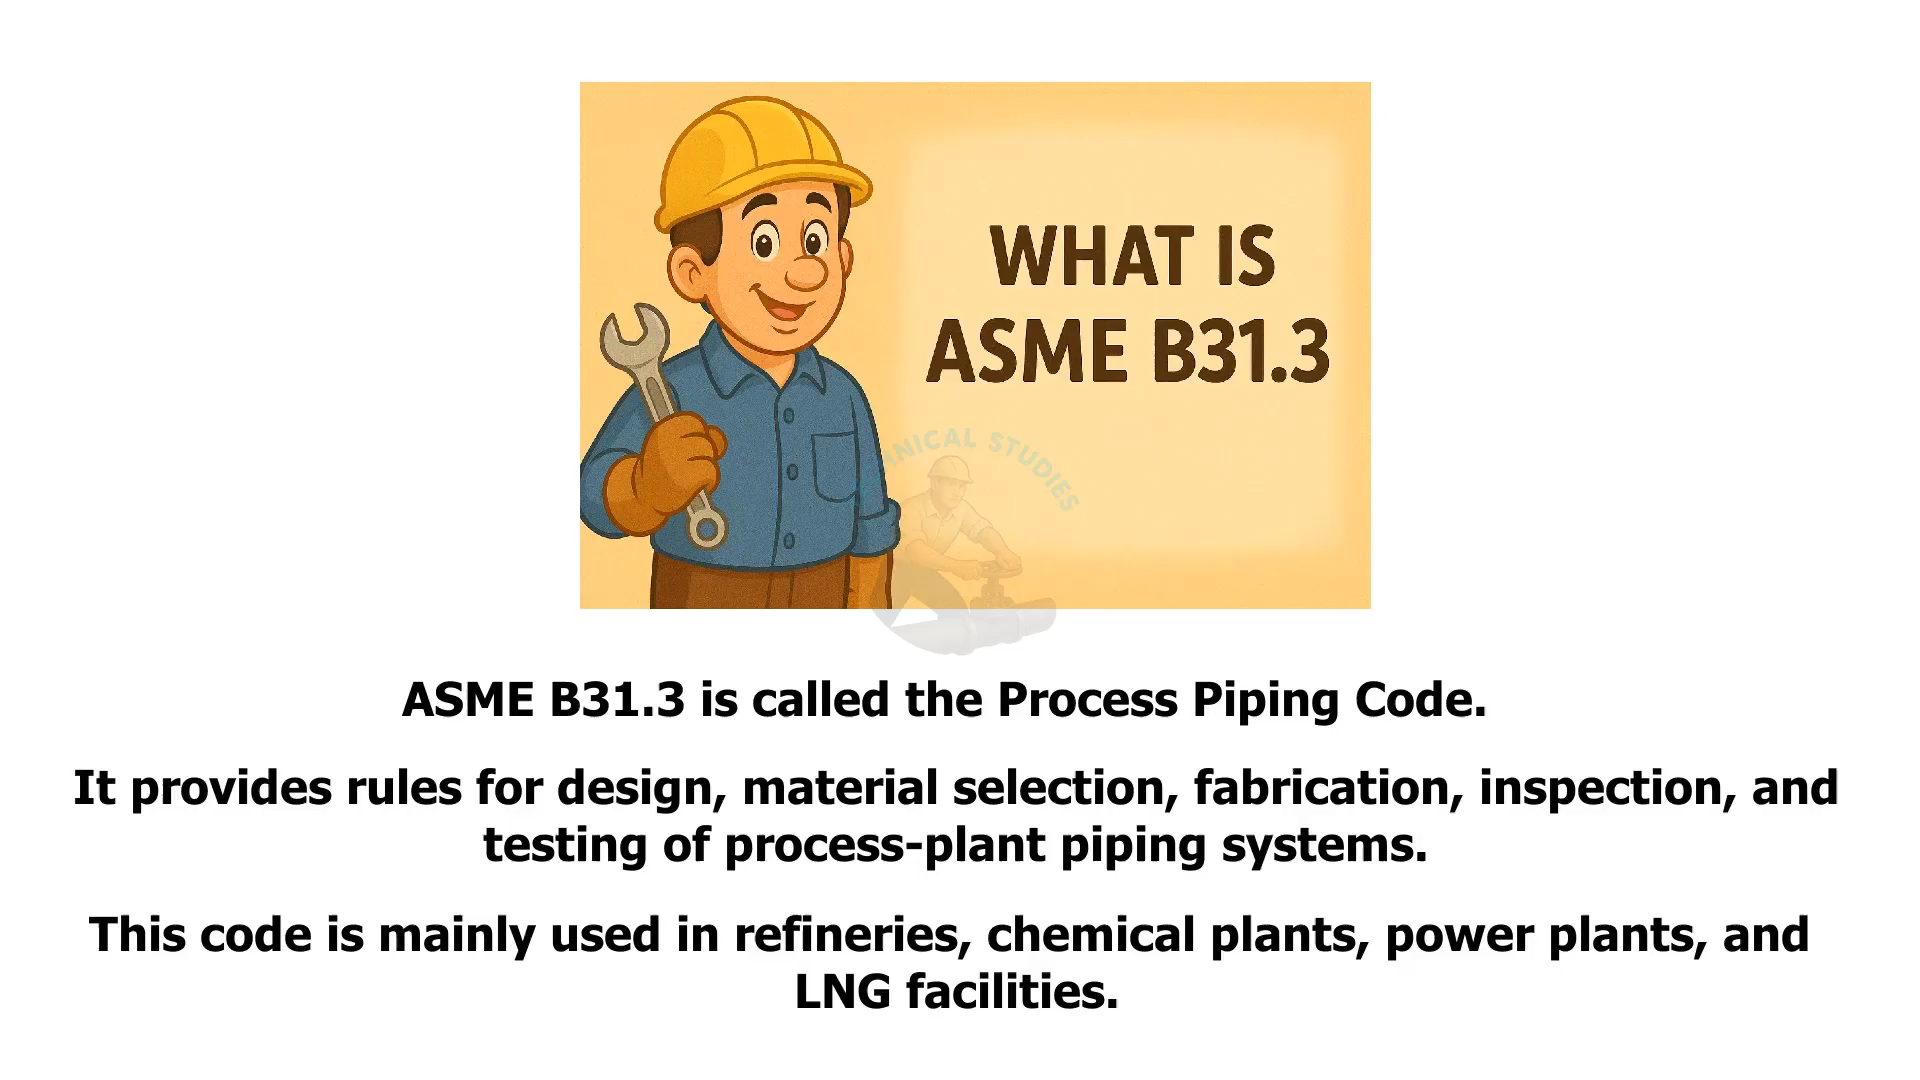 WHAT IS
ASME B31.3
NICAL STUDIES
ASME B31.3 is called the Process Piping Code.
It provides rules for design, material selection, fabrication, inspection, and
testing of process-plant piping systems.
This code is mainly used in refineries, chemical plants, power plants, and
LNG facilities.